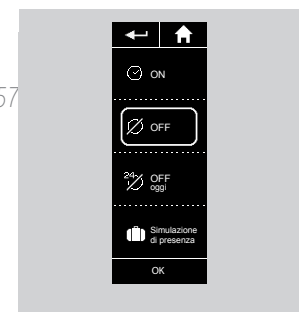 57
ON
OFF
24
OFF
oggi
Simulazione
di presenza
OK